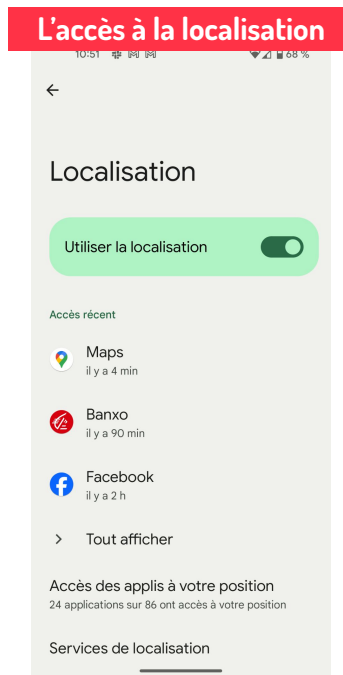 L'accès à la localisation
10:51 68 %
Localisation
Utiliser la localisation
Accès récent
Maps
il y a 4 min
Banxo
il y a 90 min
Facebook
il y a 2 h
Tout afficher
Accès des applis à votre position
24 applications sur 86 ont accès à votre position
Services de localisation